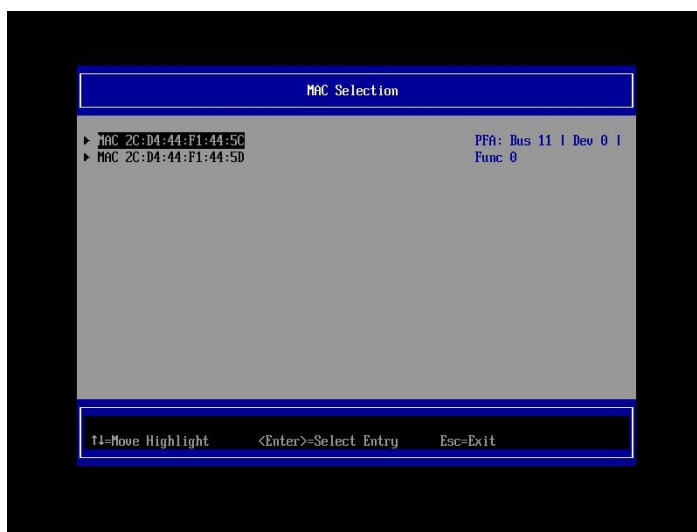 MAC Selection
▶ MAC 2C:D4:44:F1:44:5C
▶ MAC 2C:D4:44:F1:44:5D
PFA: Bus 11 | Dev 0 |
Func 0
↑↓=Move Highlight <Enter>=Select Entry Esc=Exit